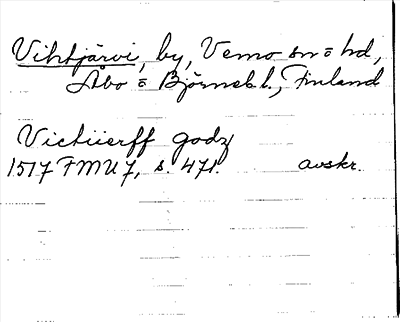 Vihtjärvi, by, Vemo sn = hd,
Åbo = Björneb. l., Finland
Victiierff godz
1517 FMU 7, s. 471. avskr.